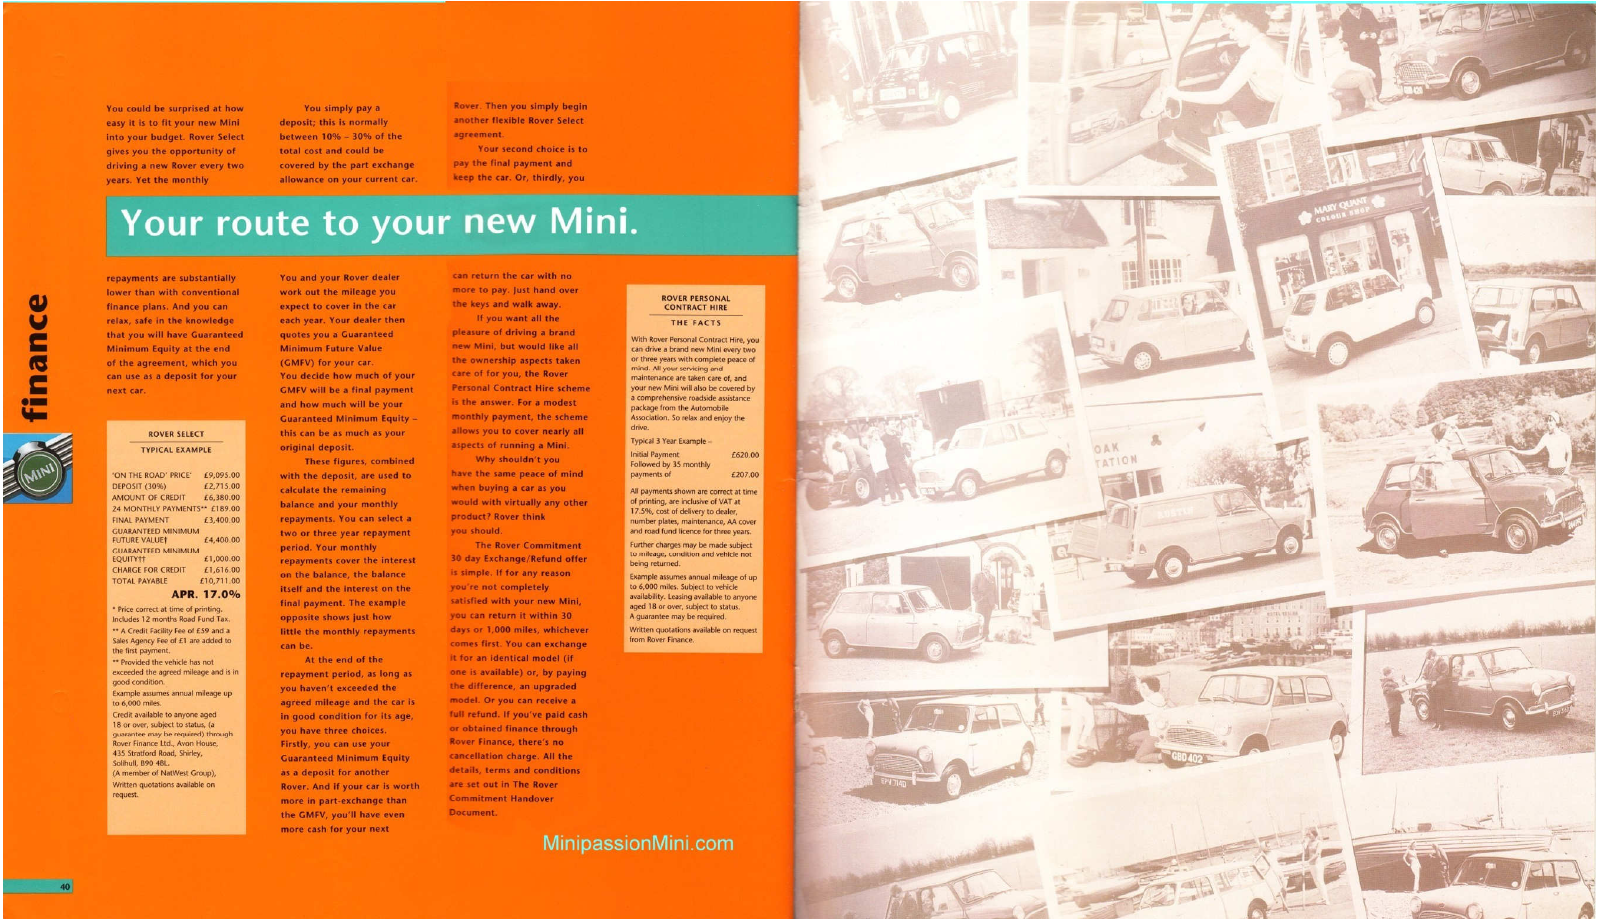 You could be surprised at how
easy it is to fit your new Mini
into your budget. Rover Select
gives you the opportunity of
driving a new Rover every two
years. Yet the monthly
You simply pay a
deposit; this is normally
between 10% – 30% of the
total cost and could be
covered by the part exchange
allowance on your current car.
Rover. Then you simply begin
another flexible Rover Select
agreement.
Your second choice is to
pay the final payment and
keep the car. Or, thirdly, you
Your route to your new Mini.
finance
MINI
repayments are substantially
lower than with conventional
finance plans. And you can
relax, safe in the knowledge
that you will have Guaranteed
Minimum Equity at the end
of the agreement, which you
can use as a deposit for your
next car.
ROVER SELECT
TYPICAL EXAMPLE
'ON THE ROAD' PRICE* £9,095.00
DEPOSIT (30%) £2,715.00
AMOUNT OF CREDIT £6,380.00
24 MONTHLY PAYMENTS** £189.00
FINAL PAYMENT £3,400.00
GUARANTEED MINIMUM
FUTURE VALUE† £4,400.00
GUARANTEED MINIMUM
EQUITY†† £1,000.00
CHARGE FOR CREDIT £1,616.00
TOTAL PAYABLE £10,711.00
APR. 17.0%
* Price correct at time of printing.
Includes 12 months Road Fund Tax.
** A Credit Facility Fee of £59 and a
Sales Agency Fee of £1 are added to
the first payment.
** Provided the vehicle has not
exceeded the agreed mileage and is in
good condition.
Example assumes annual mileage up
to 6,000 miles.
Credit available to anyone aged
18 or over, subject to status, (a
guarantee may be required) through
Rover Finance Ltd., Avon House,
435 Stratford Road, Shirley,
Solihull, B90 4BL.
(A member of NatWest Group),
Written quotations available on
request.
You and your Rover dealer
work out the mileage you
expect to cover in the car
each year. Your dealer then
quotes you a Guaranteed
Minimum Future Value
(GMFV) for your car.
You decide how much of your
GMFV will be a final payment
and how much will be your
Guaranteed Minimum Equity –
this can be as much as your
original deposit.
These figures, combined
with the deposit, are used to
calculate the remaining
balance and your monthly
repayments. You can select a
two or three year repayment
period. Your monthly
repayments cover the interest
on the balance, the balance
itself and the interest on the
final payment. The example
opposite shows just how
little the monthly repayments
can be.
At the end of the
repayment period, as long as
you haven't exceeded the
agreed mileage and the car is
in good condition for its age,
you have three choices.
Firstly, you can use your
Guaranteed Minimum Equity
as a deposit for another
Rover. And if your car is worth
more in part-exchange than
the GMFV, you'll have even
more cash for your next
can return the car with no
more to pay. Just hand over
the keys and walk away.
If you want all the
pleasure of driving a brand
new Mini, but would like all
the ownership aspects taken
care of for you, the Rover
Personal Contract Hire scheme
is the answer. For a modest
monthly payment, the scheme
allows you to cover nearly all
aspects of running a Mini.
Why shouldn't you
have the same peace of mind
when buying a car as you
would with virtually any other
product? Rover think
you should.
The Rover Commitment
30 day Exchange/Refund offer
is simple. If for any reason
you're not completely
satisfied with your new Mini,
you can return it within 30
days or 1,000 miles, whichever
comes first. You can exchange
it for an identical model (if
one is available) or, by paying
the difference, an upgraded
model. Or you can receive a
full refund. If you've paid cash
or obtained finance through
Rover Finance, there's no
cancellation charge. All the
details, terms and conditions
are set out in The Rover
Commitment Handover
Document.
ROVER PERSONAL
CONTRACT HIRE
THE FACTS
With Rover Personal Contract Hire, you
can drive a brand new Mini every two
or three years with complete peace of
mind. All your servicing and
maintenance are taken care of, and
your new Mini will also be covered by
a comprehensive roadside assistance
package from the Automobile
Association. So relax and enjoy the
drive.
Typical 3 Year Example –
Initial Payment £620.00
Followed by 35 monthly
payments of £207.00
All payments shown are correct at time
of printing, are inclusive of VAT at
17.5%, cost of delivery to dealer,
number plates, maintenance, AA cover
and road fund licence for three years.
Further charges may be made subject
to mileage, condition and vehicle not
being returned.
Example assumes annual mileage of up
to 6,000 miles. Subject to vehicle
availability. Leasing available to anyone
aged 18 or over, subject to status.
A guarantee may be required.
Written quotations available on request
from Rover Finance.
MinipassionMini.com
40
MARY QUANT
COLOUR SHOP
OAK
TATION
AUSTIN
GBD 402